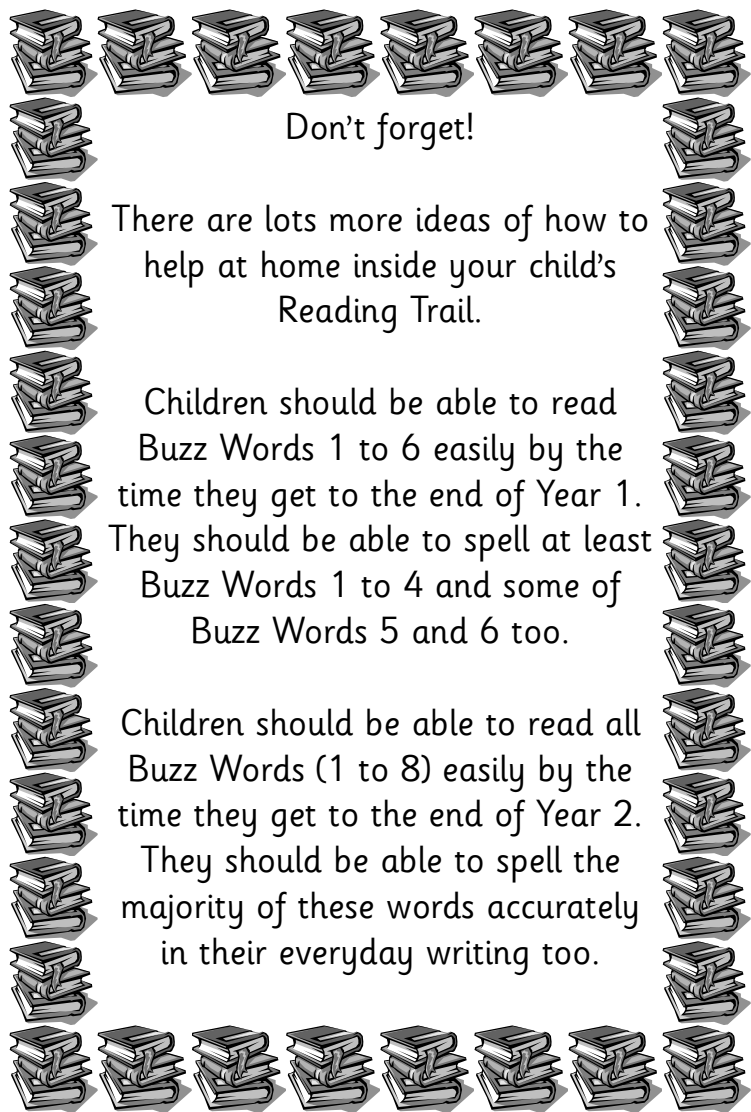 Don't forget!
There are lots more ideas of how to
help at home inside your child's
Reading Trail.
Children should be able to read
Buzz Words 1 to 6 easily by the
time they get to the end of Year 1.
They should be able to spell at least
Buzz Words 1 to 4 and some of
Buzz Words 5 and 6 too.
Children should be able to read all
Buzz Words (1 to 8) easily by the
time they get to the end of Year 2.
They should be able to spell the
majority of these words accurately
in their everyday writing too.